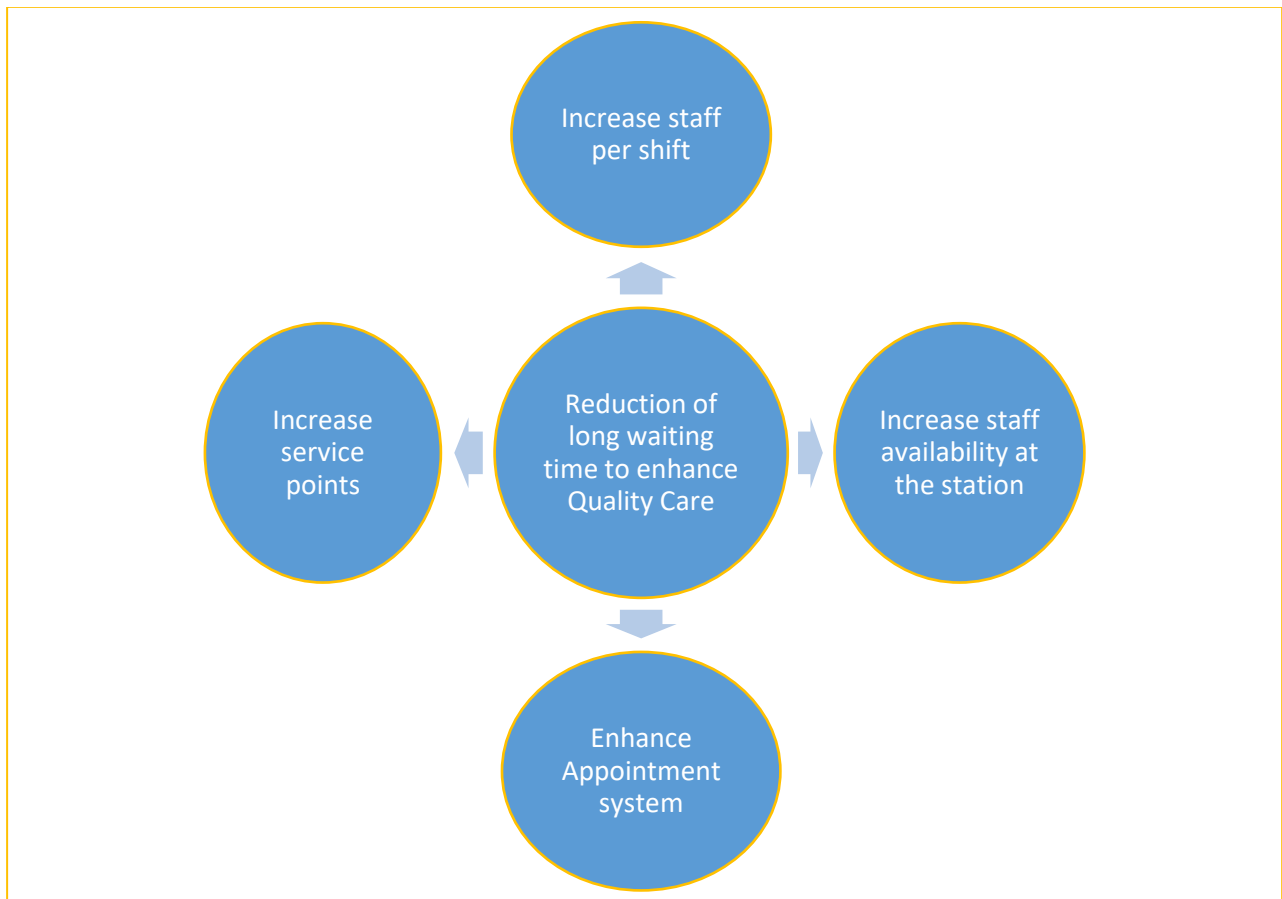 Increase staff
per shift
Increase
service
points
Reduction of
long waiting
time to enhance
Quality Care
Increase staff
availability at
the station
Enhance
Appointment
system